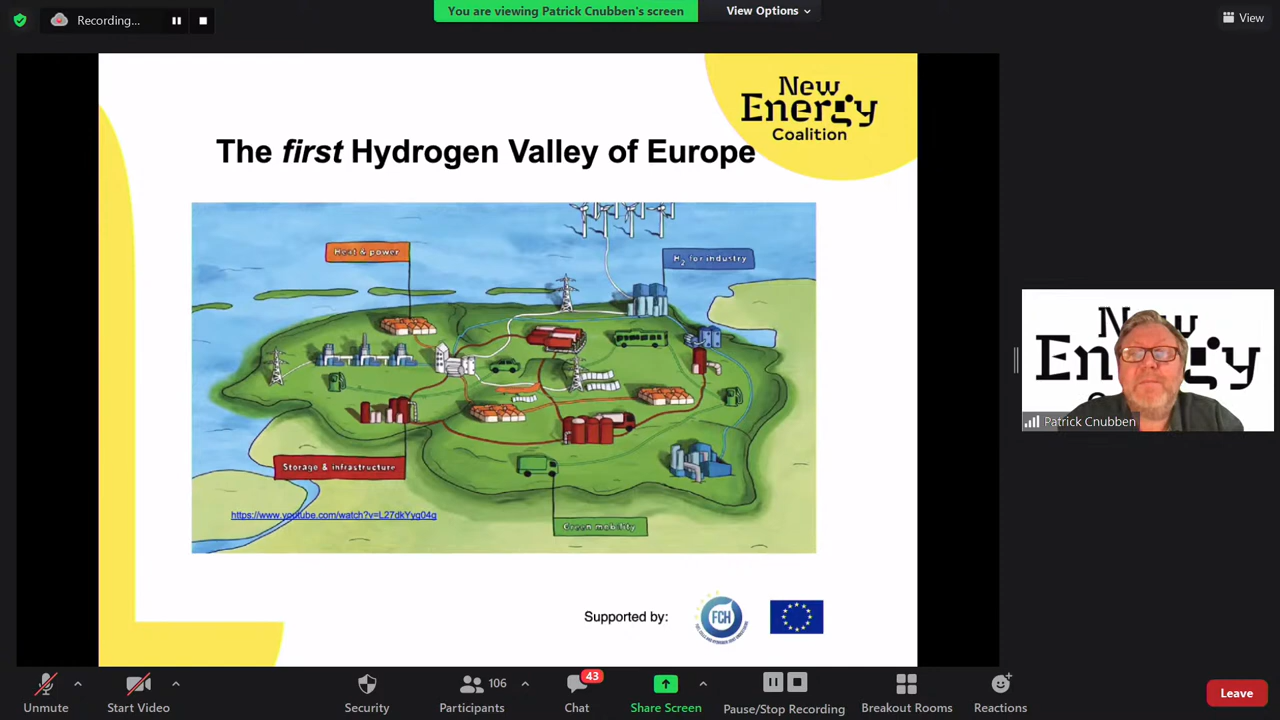 Recording...
You are viewing Patrick Cnubben's screen
View Options
View
New
Energy
Coalition
The first Hydrogen Valley of Europe
Heat & power
H2 for industry
Storage & infrastructure
https://www.youtube.com/watch?v=L27dkYyg04g
Green mobility
Supported by:
FCH
New
Energy
Patrick Cnubben
Unmute
Start Video
Security
Participants
106
Chat
43
Share Screen
Pause/Stop Recording
Breakout Rooms
Reactions
Leave